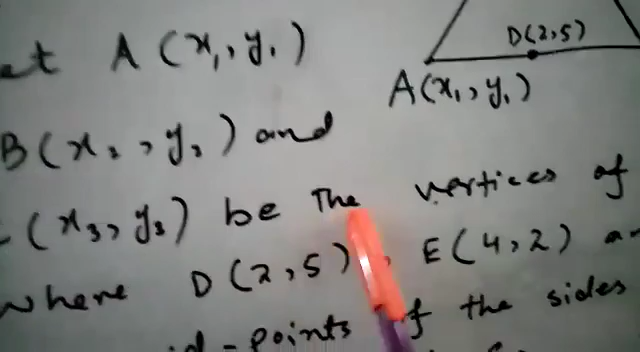 et A (x₁, y₁)
D(2,5)
A(x₁, y₁)
B(x₂, y₂) and
(x₃, y₃) be The vertices of
where D(2,5), E(4,2) a
d-points of the sides